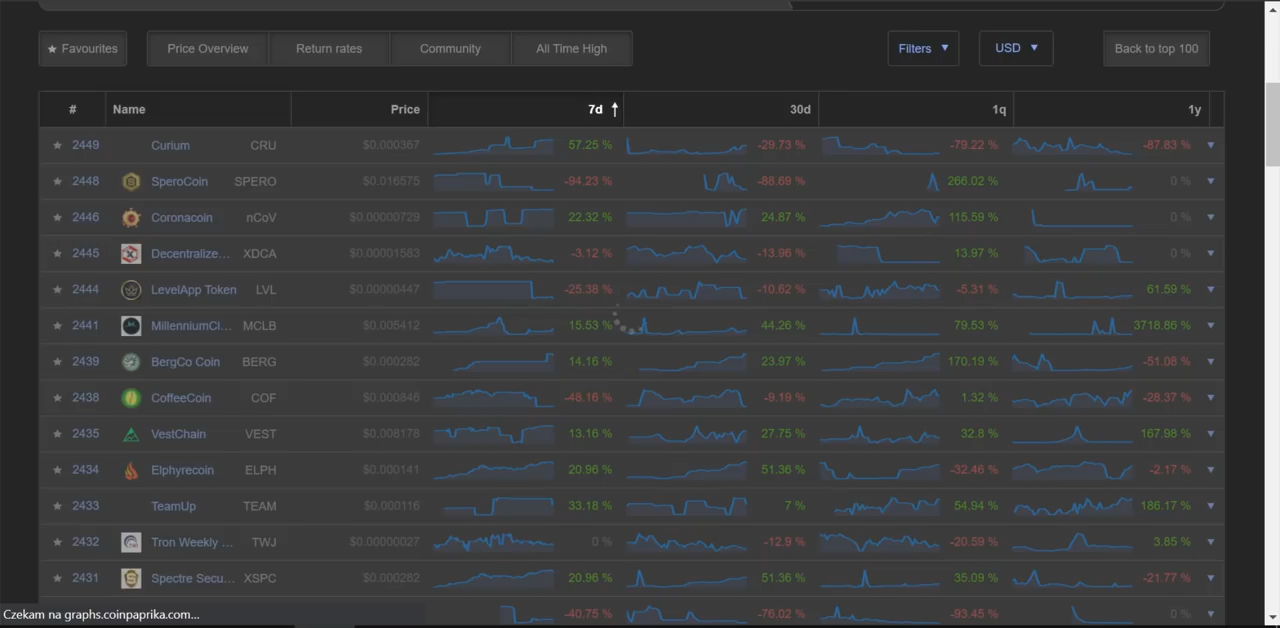 ★ Favourites Price Overview Return rates Community All Time High Filters ▼ USD ▼ Back to top 100
# Name Price 7d ↑ 30d 1q 1y
★ 2449 Curium CRU $0.000367 57.25 % -29.73 % -79.22 % -87.83 % ▼
★ 2448 SperoCoin SPERO $0.016575 -94.23 % -88.69 % 266.02 % 0 % ▼
★ 2446 Coronacoin nCoV $0.00000729 22.32 % 24.87 % 115.59 % 0 % ▼
★ 2445 Decentralize... XDCA $0.00001583 -3.12 % -13.96 % 13.97 % 0 % ▼
★ 2444 LevelApp Token LVL $0.00000447 -25.38 % -10.62 % -5.31 % 61.59 % ▼
★ 2441 MillenniumCl... MCLB $0.005412 15.53 % 44.26 % 79.53 % 3718.86 % ▼
★ 2439 BergCo Coin BERG $0.000282 14.16 % 23.97 % 170.19 % -51.08 % ▼
★ 2438 CoffeeCoin COF $0.000846 -48.16 % -9.19 % 1.32 % -28.37 % ▼
★ 2435 VestChain VEST $0.008178 13.16 % 27.75 % 32.8 % 167.98 % ▼
★ 2434 Elphyrecoin ELPH $0.000141 20.96 % 51.36 % -32.46 % -2.17 % ▼
★ 2433 TeamUp TEAM $0.000116 33.18 % 7 % 54.94 % 186.17 % ▼
★ 2432 Tron Weekly ... TWJ $0.00000027 0 % -12.9 % -20.59 % 3.85 % ▼
★ 2431 Spectre Secu... XSPC $0.000282 20.96 % 51.36 % 35.09 % -21.77 % ▼
-40.75 % -76.02 % -93.45 % 0 % ▼
Czekam na graphs.coinpaprika.com...